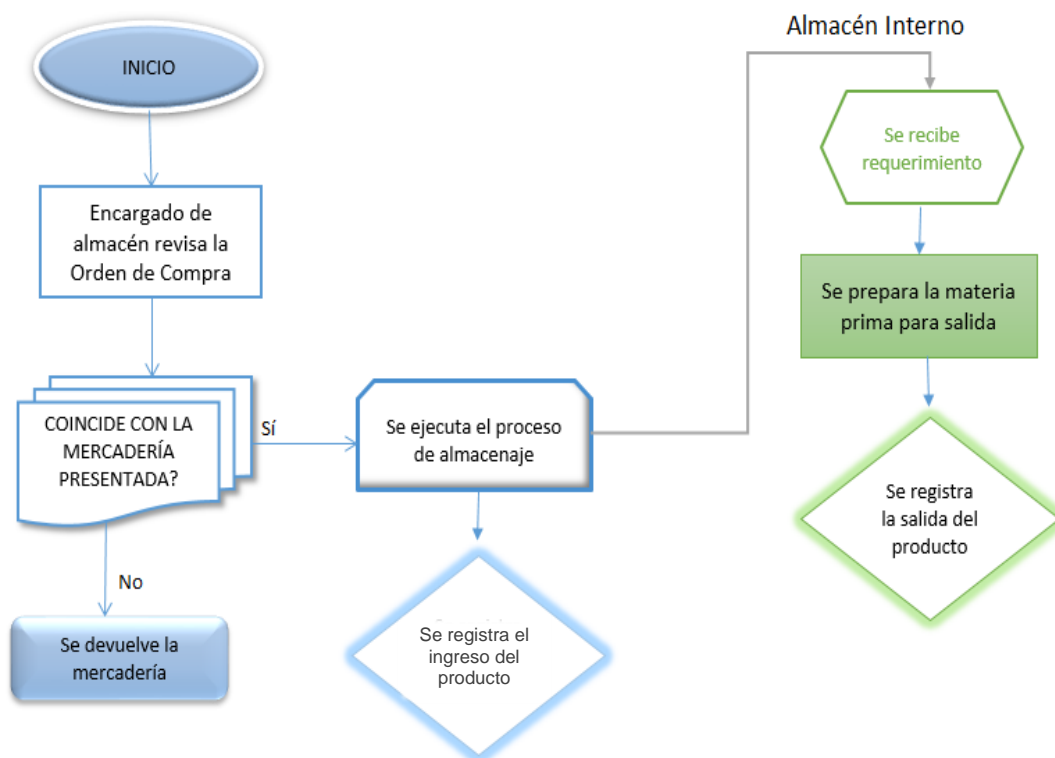 INICIO
Encargado de
almacén revisa la
Orden de Compra
COINCIDE CON LA
MERCADERÍA
PRESENTADA?
Sí
No
Se devuelve la
mercadería
Se ejecuta el proceso
de almacenaje
Se registra el
ingreso del
producto
Almacén Interno
Se recibe
requerimiento
Se prepara la materia
prima para salida
Se registra
la salida del
producto